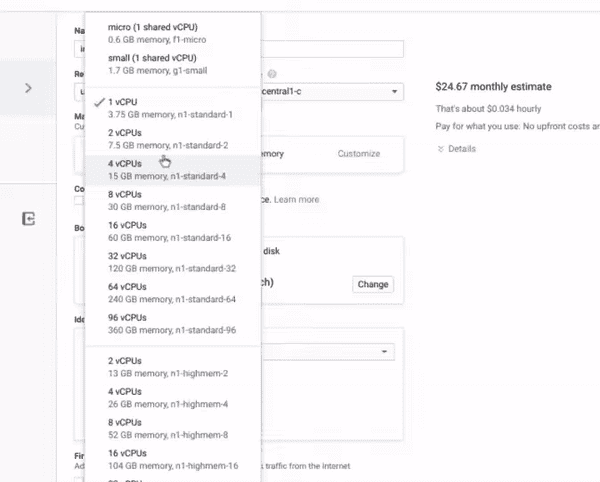 micro (1 shared vCPU)
0.6 GB memory, f1-micro
small (1 shared vCPU)
1.7 GB memory, g1-small
1 vCPU
3.75 GB memory, n1-standard-1
2 vCPUs
7.5 GB memory, n1-standard-2
4 vCPUs
15 GB memory, n1-standard-4
8 vCPUs
30 GB memory, n1-standard-8
16 vCPUs
60 GB memory, n1-standard-16
32 vCPUs
120 GB memory, n1-standard-32
64 vCPUs
240 GB memory, n1-standard-64
96 vCPUs
360 GB memory, n1-standard-96
2 vCPUs
13 GB memory, n1-highmem-2
4 vCPUs
26 GB memory, n1-highmem-4
8 vCPUs
52 GB memory, n1-highmem-8
16 vCPUs
104 GB memory, n1-highmem-16
Na
Re
central1-c
Ma
Cu
emory Customize
Co
ce. Learn more
Bo
disk
ch)
Change
Ide
Fir
Ad
traffic from the Internet
$24.67 monthly estimate
That's about $0.034 hourly
Pay for what you use: No upfront costs an
Details